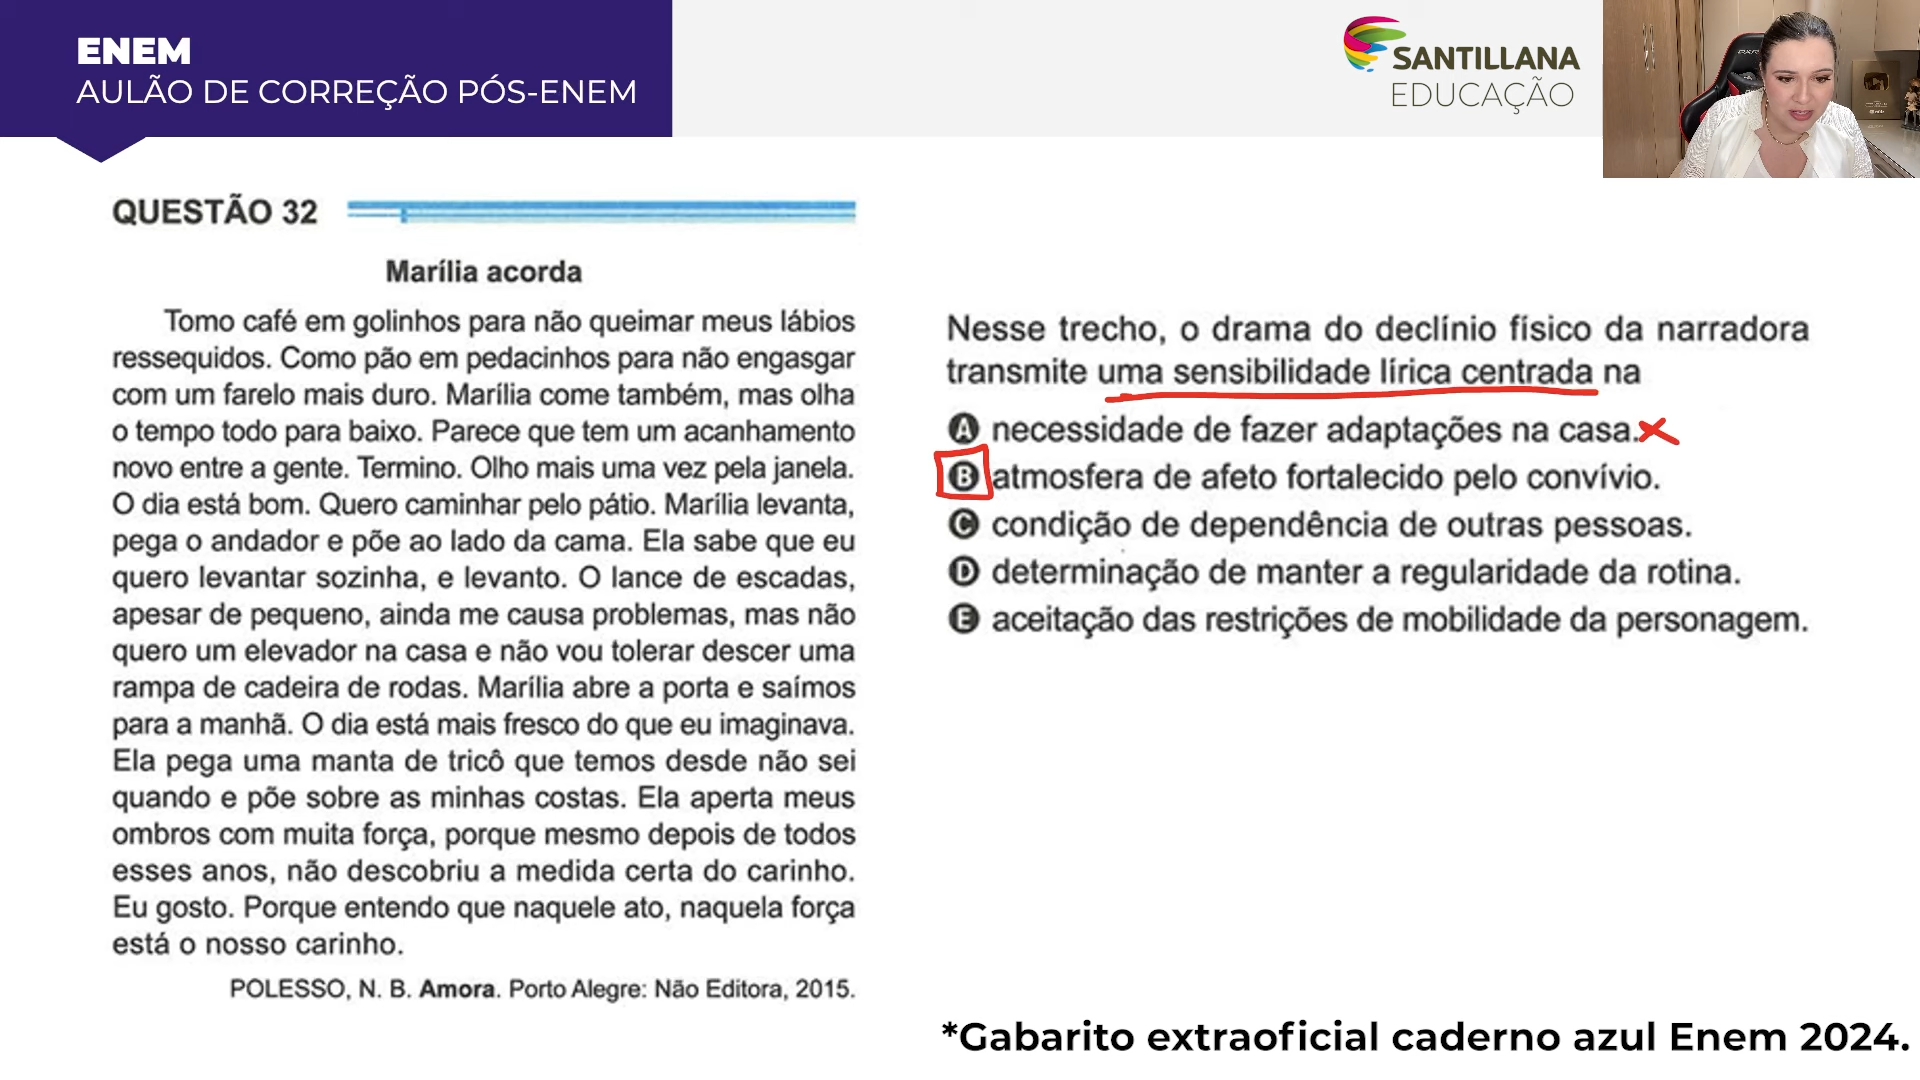 ENEM
AULÃO DE CORREÇÃO PÓS-ENEM
SANTILLANA
EDUCAÇÃO
QUESTÃO 32
Marília acorda
Tomo café em golinhos para não queimar meus lábios
ressequidos. Como pão em pedacinhos para não engasgar
com um farelo mais duro. Marília come também, mas olha
o tempo todo para baixo. Parece que tem um acanhamento
novo entre a gente. Termino. Olho mais uma vez pela janela.
O dia está bom. Quero caminhar pelo pátio. Marília levanta,
pega o andador e põe ao lado da cama. Ela sabe que eu
quero levantar sozinha, e levanto. O lance de escadas,
apesar de pequeno, ainda me causa problemas, mas não
quero um elevador na casa e não vou tolerar descer uma
rampa de cadeira de rodas. Marília abre a porta e saímos
para a manhã. O dia está mais fresco do que eu imaginava.
Ela pega uma manta de tricô que temos desde não sei
quando e põe sobre as minhas costas. Ela aperta meus
ombros com muita força, porque mesmo depois de todos
esses anos, não descobriu a medida certa do carinho.
Eu gosto. Porque entendo que naquele ato, naquela força
está o nosso carinho.
POLESSO, N. B. Amora. Porto Alegre: Não Editora, 2015.
Nesse trecho, o drama do declínio físico da narradora
transmite uma sensibilidade lírica centrada na
A necessidade de fazer adaptações na casa.
B atmosfera de afeto fortalecido pelo convívio.
C condição de dependência de outras pessoas.
D determinação de manter a regularidade da rotina.
E aceitação das restrições de mobilidade da personagem.
*Gabarito extraoficial caderno azul Enem 2024.